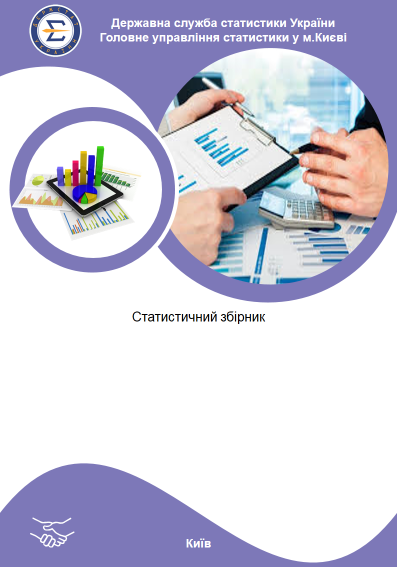 Державна служба статистики України
Головне управління статистики у м.Києві
Статистичний збірник
Київ